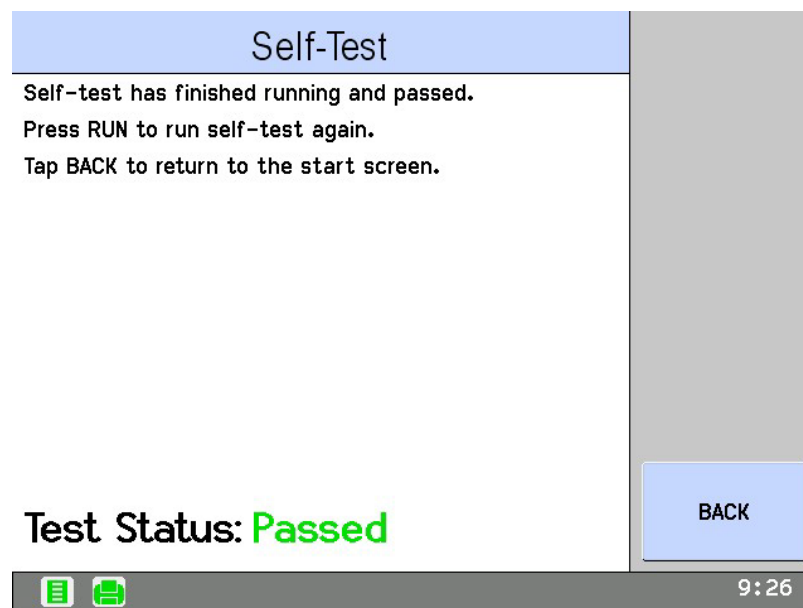 Self-Test
Self-test has finished running and passed.
Press RUN to run self-test again.
Tap BACK to return to the start screen.
Test Status: Passed
BACK
9:26